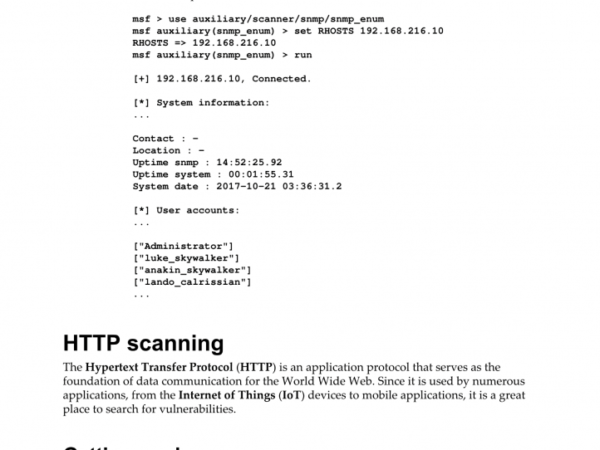 msf > use auxiliary/scanner/snmp/snmp_enum
msf auxiliary(snmp_enum) > set RHOSTS 192.168.216.10
RHOSTS => 192.168.216.10
msf auxiliary(snmp_enum) > run
[+] 192.168.216.10, Connected.
[*] System information:
...
Contact : -
Location : -
Uptime snmp : 14:52:25.92
Uptime system : 00:01:55.31
System date : 2017-10-21 03:36:31.2
[*] User accounts:
...
["Administrator"]
["luke_skywalker"]
["anakin_skywalker"]
["lando_calrissian"]
...
HTTP scanning
The Hypertext Transfer Protocol (HTTP) is an application protocol that serves as the
foundation of data communication for the World Wide Web. Since it is used by numerous
applications, from the Internet of Things (IoT) devices to mobile applications, it is a great
place to search for vulnerabilities.